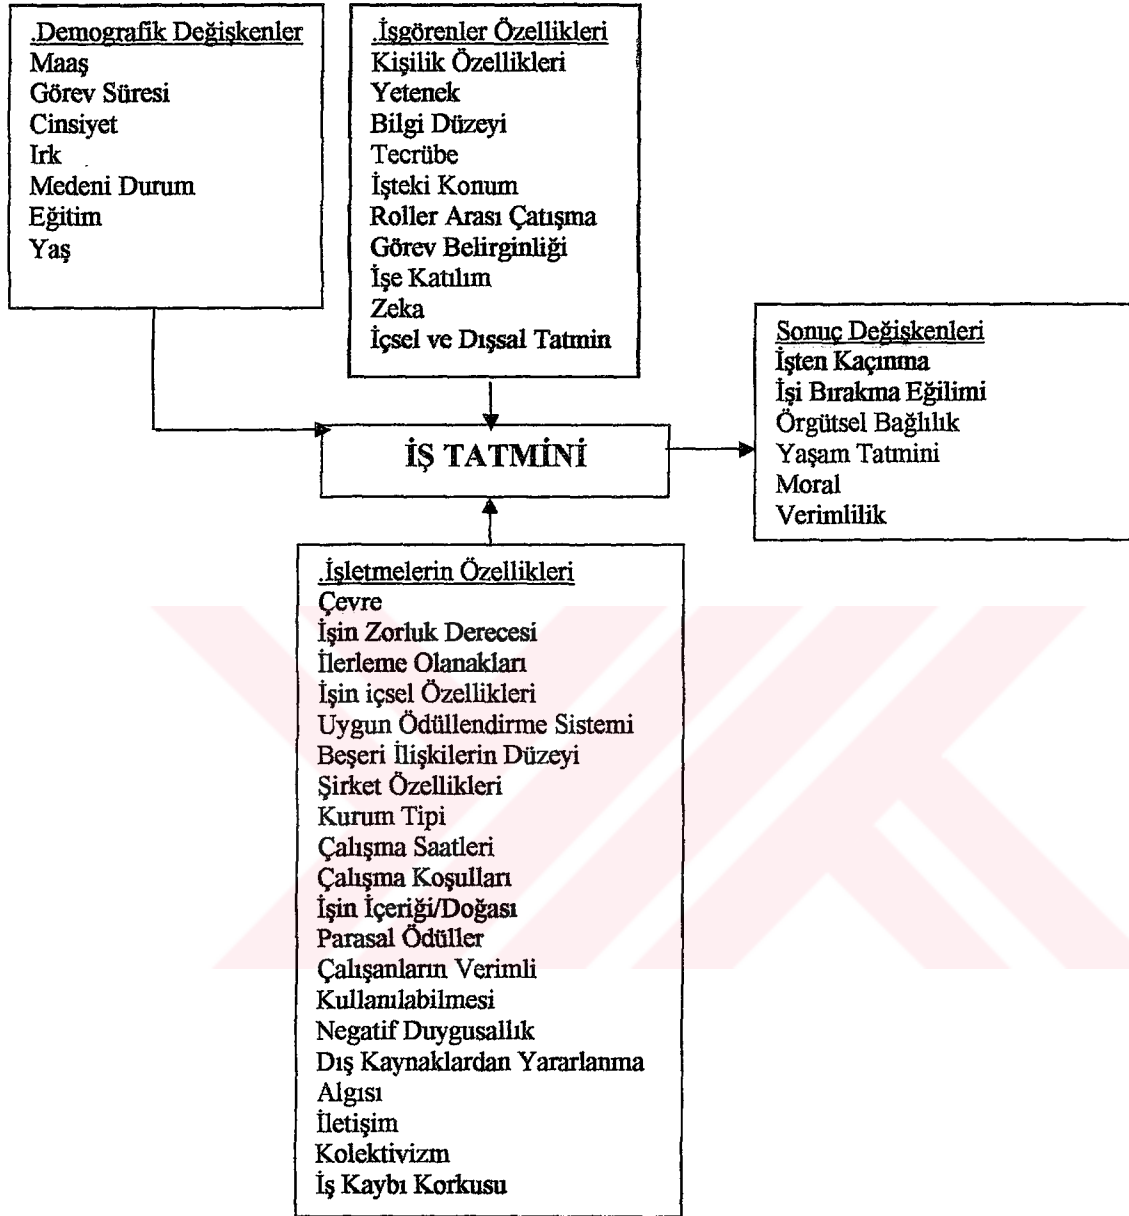 .Demografik Değişkenler
Maaş
Görev Süresi
Cinsiyet
Irk
Medeni Durum
Eğitim
Yaş
.İşgörenler Özellikleri
Kişilik Özellikleri
Yetenek
Bilgi Düzeyi
Tecrübe
İşteki Konum
Roller Arası Çatışma
Görev Belirginliği
İşe Katılım
Zeka
İçsel ve Dışsal Tatmin
İŞ TATMİNİ
Sonuç Değişkenleri
İşten Kaçınma
İşi Bırakma Eğilimi
Örgütsel Bağlılık
Yaşam Tatmini
Moral
Verimlilik
.İşletmelerin Özellikleri
Çevre
İşin Zorluk Derecesi
İlerleme Olanakları
İşin içsel Özellikleri
Uygun Ödüllendirme Sistemi
Beşeri İlişkilerin Düzeyi
Şirket Özellikleri
Kurum Tipi
Çalışma Saatleri
Çalışma Koşulları
İşin İçeriği/Doğası
Parasal Ödüller
Çalışanların Verimli
Kullanılabilmesi
Negatif Duygusallık
Dış Kaynaklardan Yararlanma
Algısı
İletişim
Kolektivizm
İş Kaybı Korkusu